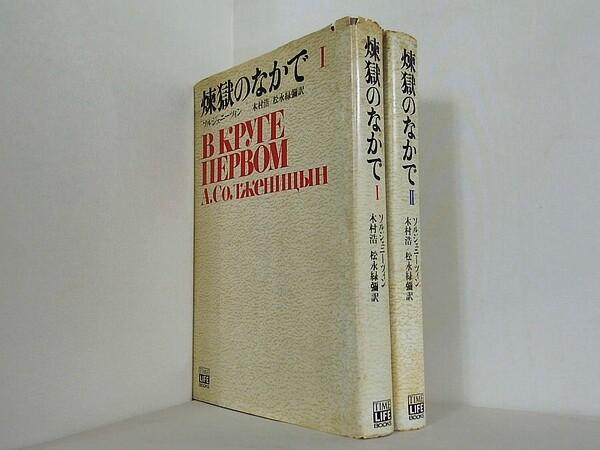 煉獄のなかで I
ソルジェニーツィン 木村浩 松永緑彌訳
В КРУГЕ
ПЕРВОМ
А.Солженицын
TIME
LIFE
BOOKS
煉獄のなかで I
ソルジェニーツィン
木村浩 松永緑彌訳
TIME
LIFE
BOOKS
煉獄のなかで II
ソルジェニーツィン
木村浩 松永緑彌訳
TIME
LIFE
BOOKS